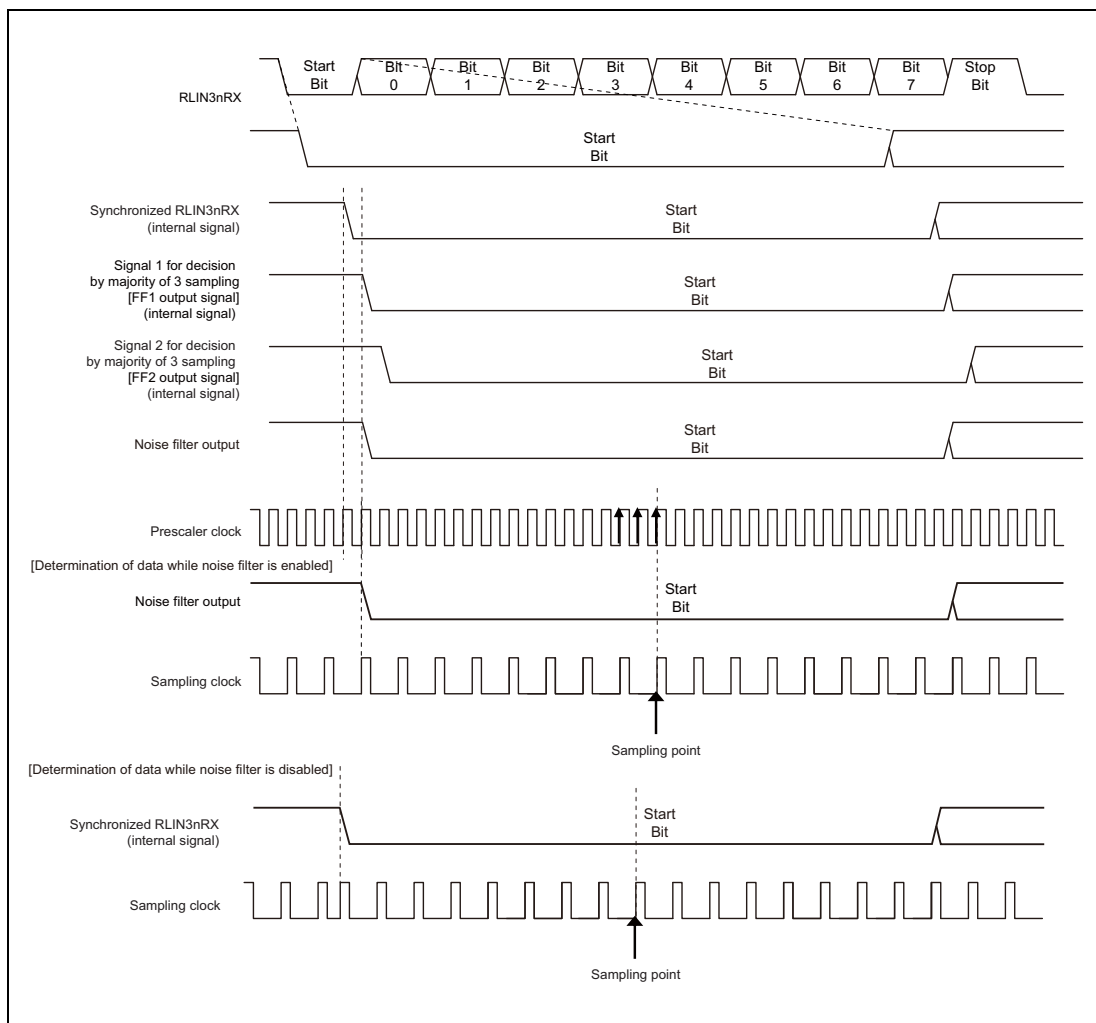 Start
Bit
Bit
0
Bit
1
Bit
2
Bit
3
Bit
4
Bit
5
Bit
6
Bit
7
Stop
Bit
RLIN3nRX
Start
Bit
Synchronized RLIN3nRX
(internal signal)
Start
Bit
Signal 1 for decision
by majority of 3 sampling
[FF1 output signal]
(internal signal)
Start
Bit
Signal 2 for decision
by majority of 3 sampling
[FF2 output signal]
(internal signal)
Start
Bit
Noise filter output
Start
Bit
Prescaler clock
[Determination of data while noise filter is enabled]
Noise filter output
Start
Bit
Sampling clock
Sampling point
[Determination of data while noise filter is disabled]
Synchronized RLIN3nRX
(internal signal)
Start
Bit
Sampling clock
Sampling point